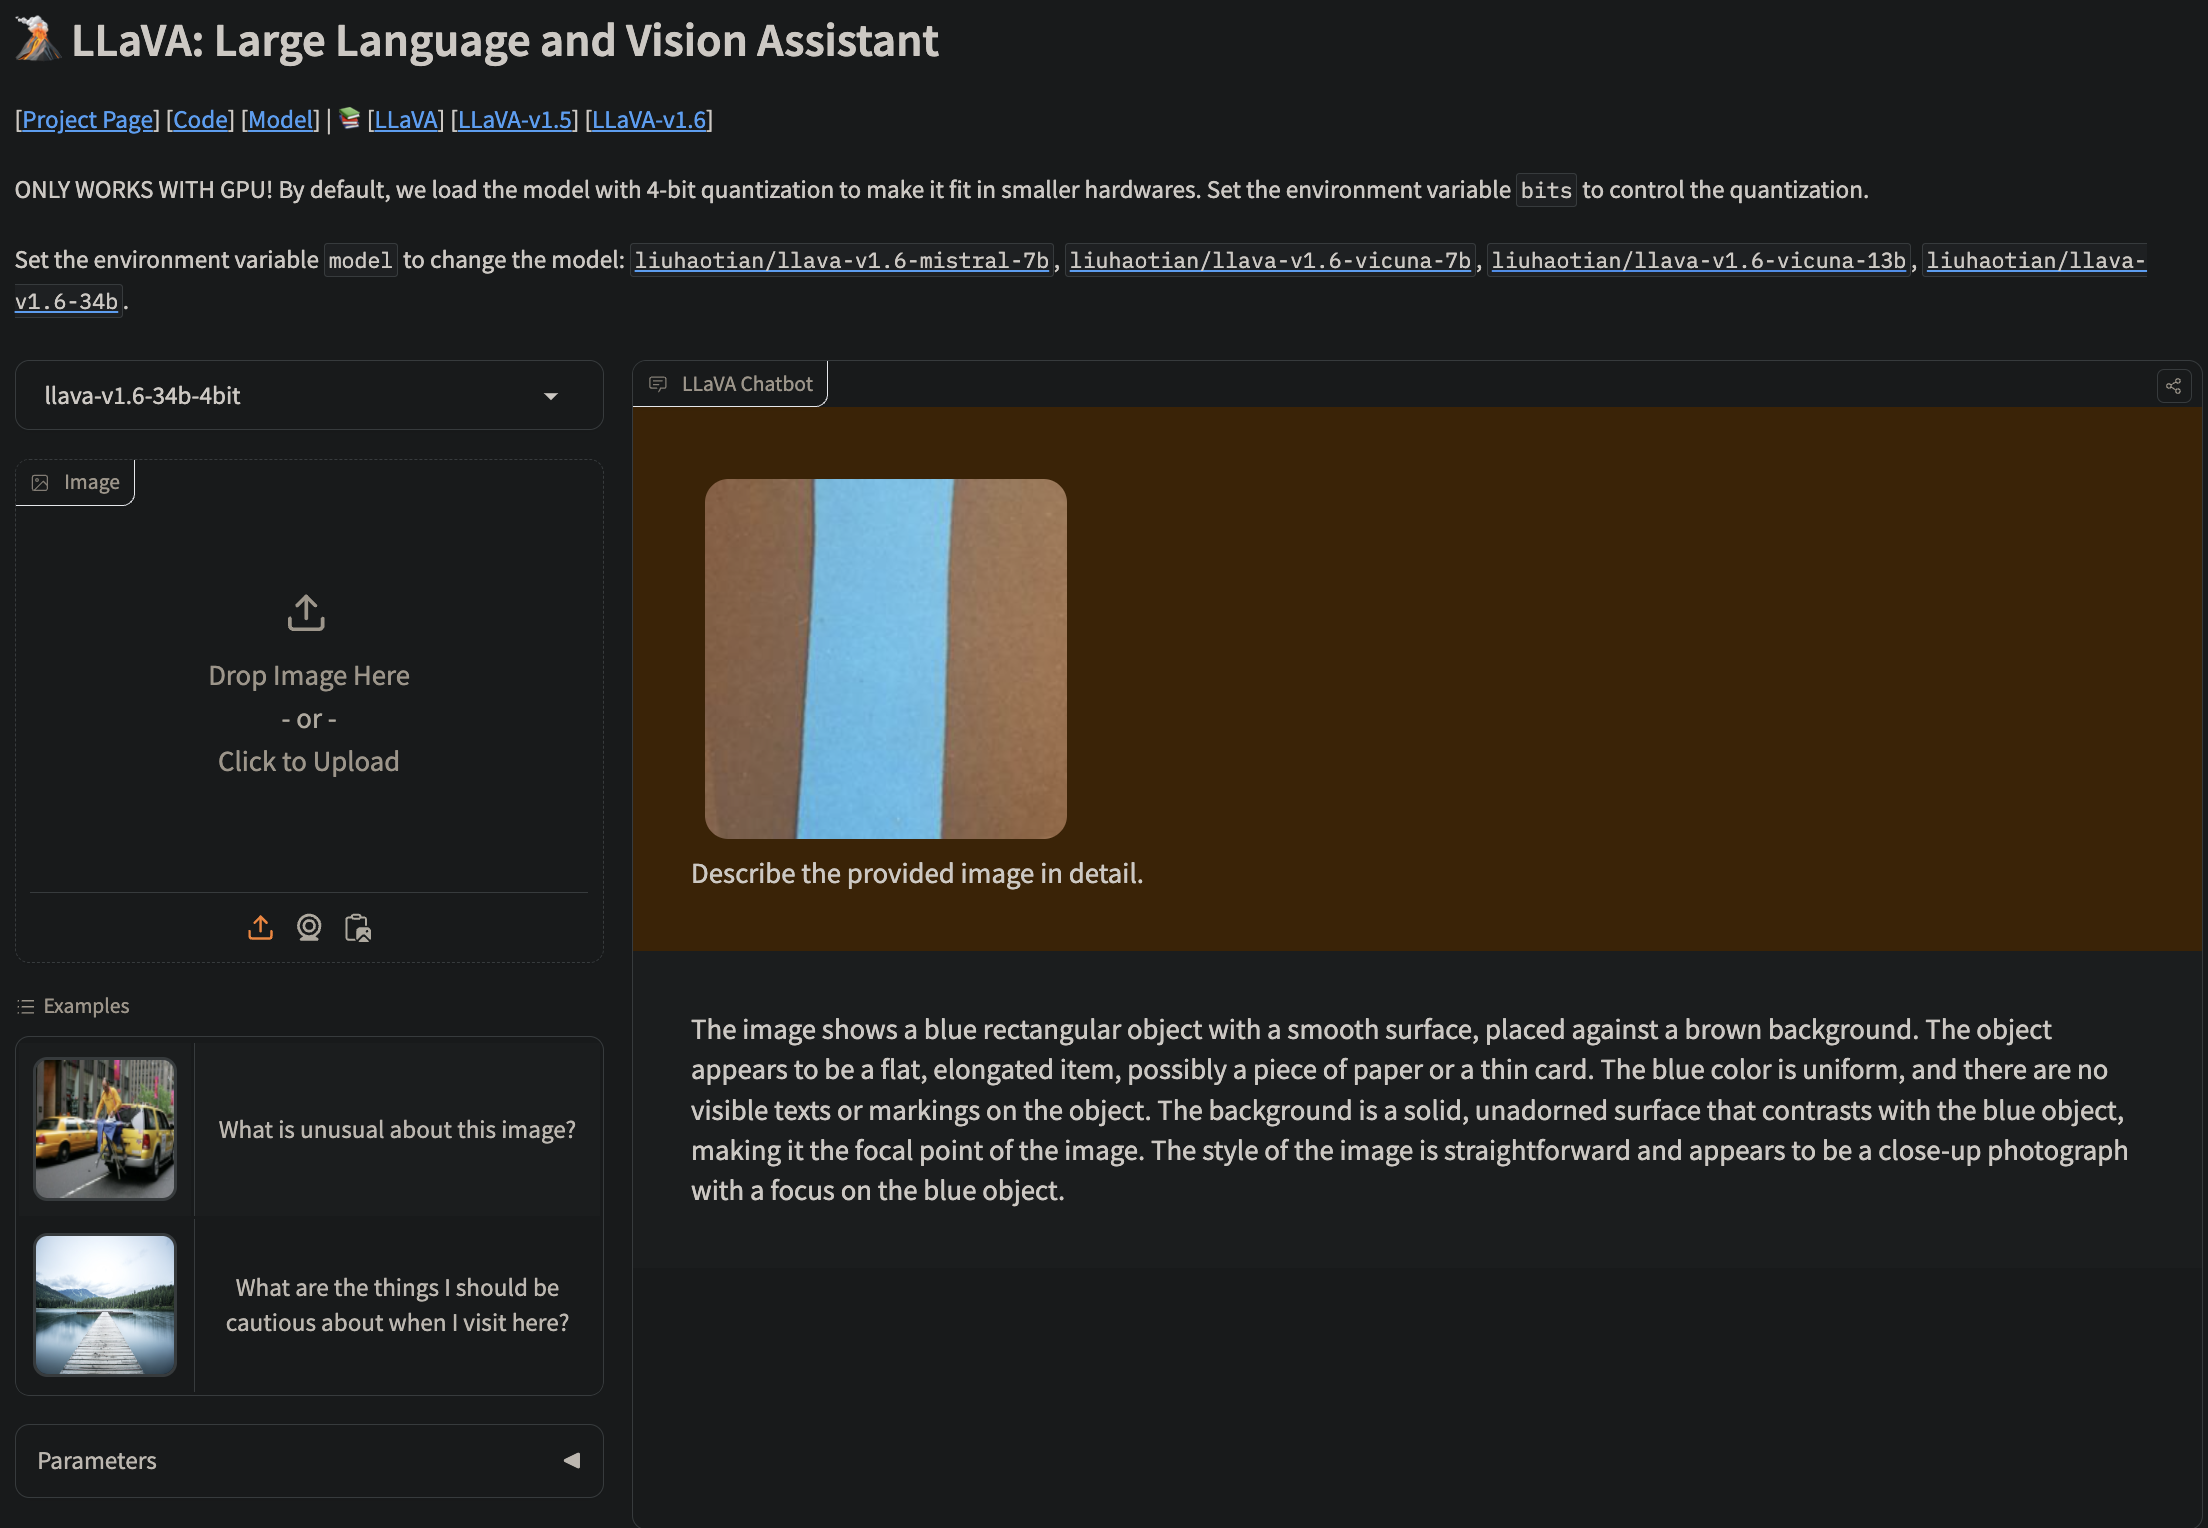 LLaVA: Large Language and Vision Assistant
[Project Page] [Code] [Model] | 📚 [LLaVA] [LLaVA-v1.5] [LLaVA-v1.6]
ONLY WORKS WITH GPU! By default, we load the model with 4-bit quantization to make it fit in smaller hardwares. Set the environment variable bits to control the quantization.
Set the environment variable model to change the model: liuhaotian/llava-v1.6-mistral-7b, liuhaotian/llava-v1.6-vicuna-7b, liuhaotian/llava-v1.6-vicuna-13b, liuhaotian/llava-
v1.6-34b.
llava-v1.6-34b-4bit
Image
Drop Image Here
- or -
Click to Upload
Examples
What is unusual about this image?
What are the things I should be
cautious about when I visit here?
Parameters
LLaVA Chatbot
Describe the provided image in detail.
The image shows a blue rectangular object with a smooth surface, placed against a brown background. The object
appears to be a flat, elongated item, possibly a piece of paper or a thin card. The blue color is uniform, and there are no
visible texts or markings on the object. The background is a solid, unadorned surface that contrasts with the blue object,
making it the focal point of the image. The style of the image is straightforward and appears to be a close-up photograph
with a focus on the blue object.